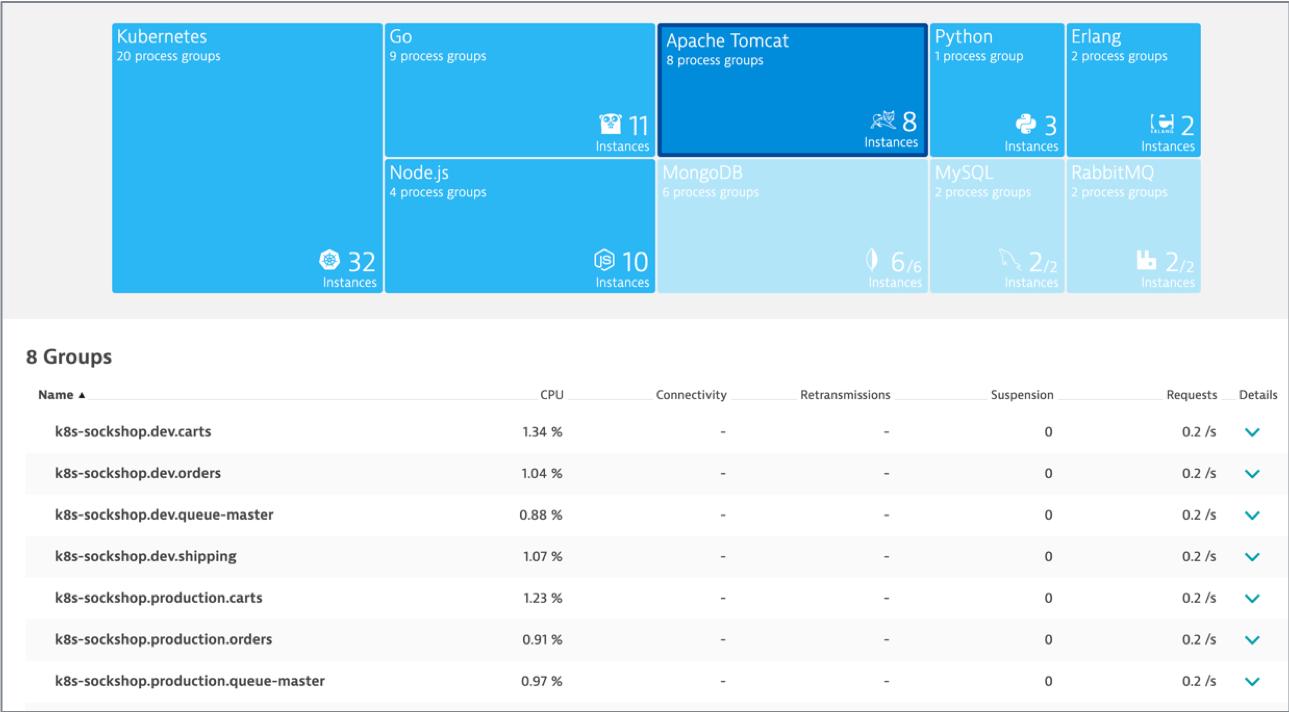 Kubernetes
20 process groups
32
Instances
Go
9 process groups
11
Instances
Node.js
4 process groups
JS 10
Instances
Apache Tomcat
8 process groups
8
Instances
MongoDB
6 process groups
6/6
Instances
Python
1 process group
3
Instances
MySQL
2 process groups
2/2
Instances
Erlang
2 process groups
ERLANG 2
Instances
RabbitMQ
2 process groups
2/2
Instances
8 Groups
Name ▲ CPU Connectivity Retransmissions Suspension Requests Details
k8s-sockshop.dev.carts 1.34 % - - 0 0.2 /s
k8s-sockshop.dev.orders 1.04 % - - 0 0.2 /s
k8s-sockshop.dev.queue-master 0.88 % - - 0 0.2 /s
k8s-sockshop.dev.shipping 1.07 % - - 0 0.2 /s
k8s-sockshop.production.carts 1.23 % - - 0 0.2 /s
k8s-sockshop.production.orders 0.91 % - - 0 0.2 /s
k8s-sockshop.production.queue-master 0.97 % - - 0 0.2 /s